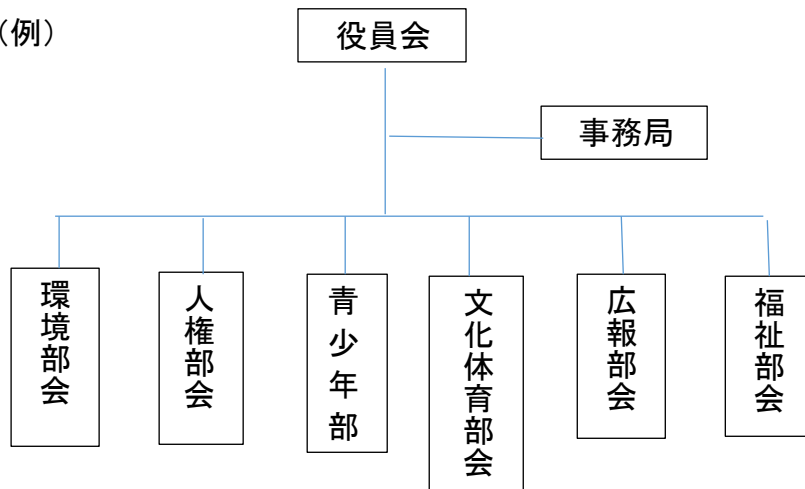 （例）
役員会
事務局
環境部会
人権部会
青少年部
文化体育部会
広報部会
福祉部会